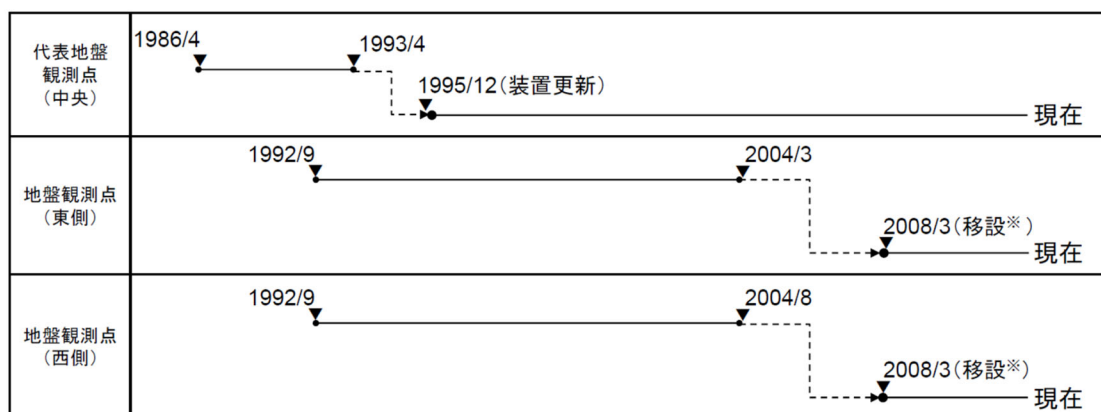 代表地盤
観測点
（中央）
1986/4
1993/4
1995/12（装置更新）
現在
地盤観測点
（東側）
1992/9
2004/3
2008/3（移設※）
現在
地盤観測点
（西側）
1992/9
2004/8
2008/3（移設※）
現在